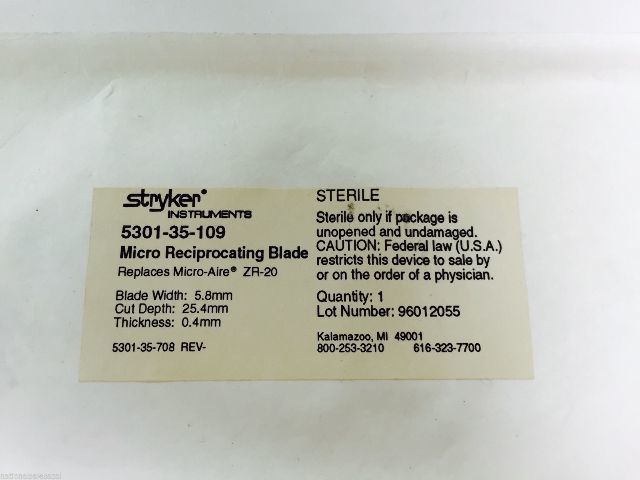 stryker®
INSTRUMENTS
5301-35-109
Micro Reciprocating Blade
Replaces Micro-Aire® ZR-20
Blade Width: 5.8mm
Cut Depth: 25.4mm
Thickness: 0.4mm
5301-35-708 REV-
STERILE
Sterile only if package is
unopened and undamaged.
CAUTION: Federal law (U.S.A.)
restricts this device to sale by
or on the order of a physician.
Quantity: 1
Lot Number: 96012055
Kalamazoo, MI 49001
800-253-3210 616-323-7700